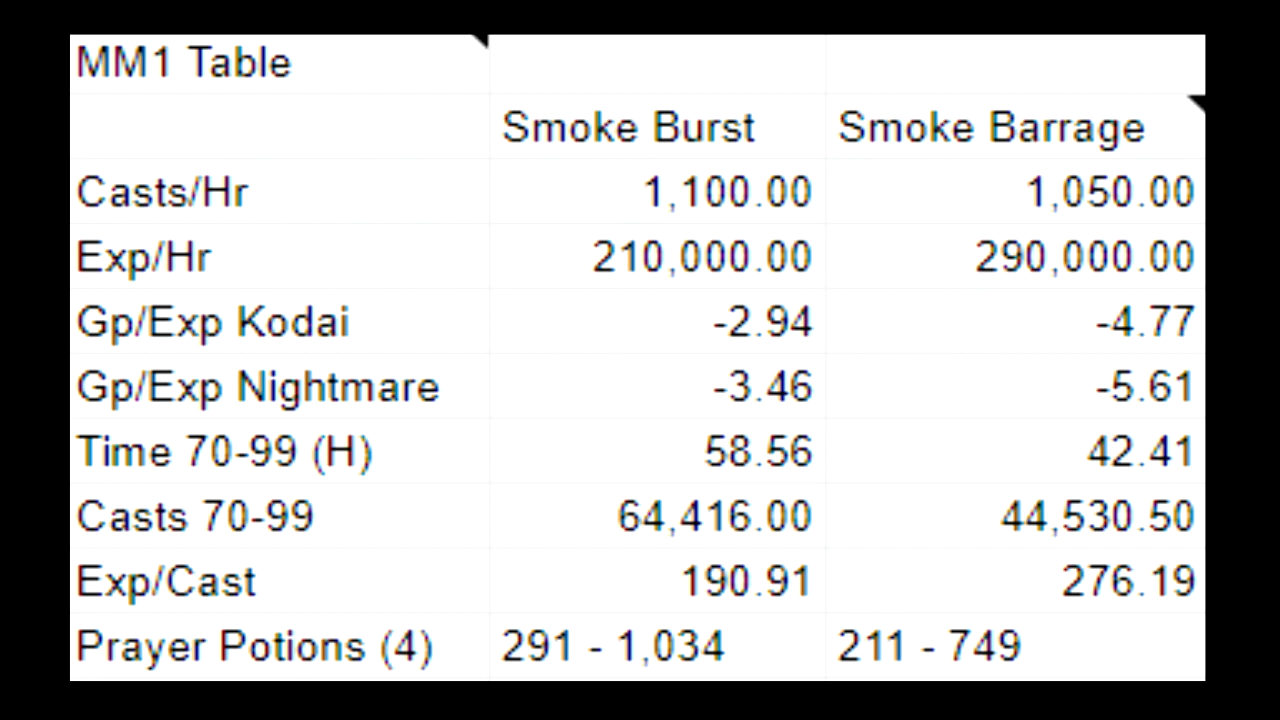 MM1 Table
Smoke Burst Smoke Barrage
Casts/Hr 1,100.00 1,050.00
Exp/Hr 210,000.00 290,000.00
Gp/Exp Kodai -2.94 -4.77
Gp/Exp Nightmare -3.46 -5.61
Time 70-99 (H) 58.56 42.41
Casts 70-99 64,416.00 44,530.50
Exp/Cast 190.91 276.19
Prayer Potions (4) 291 - 1,034 211 - 749